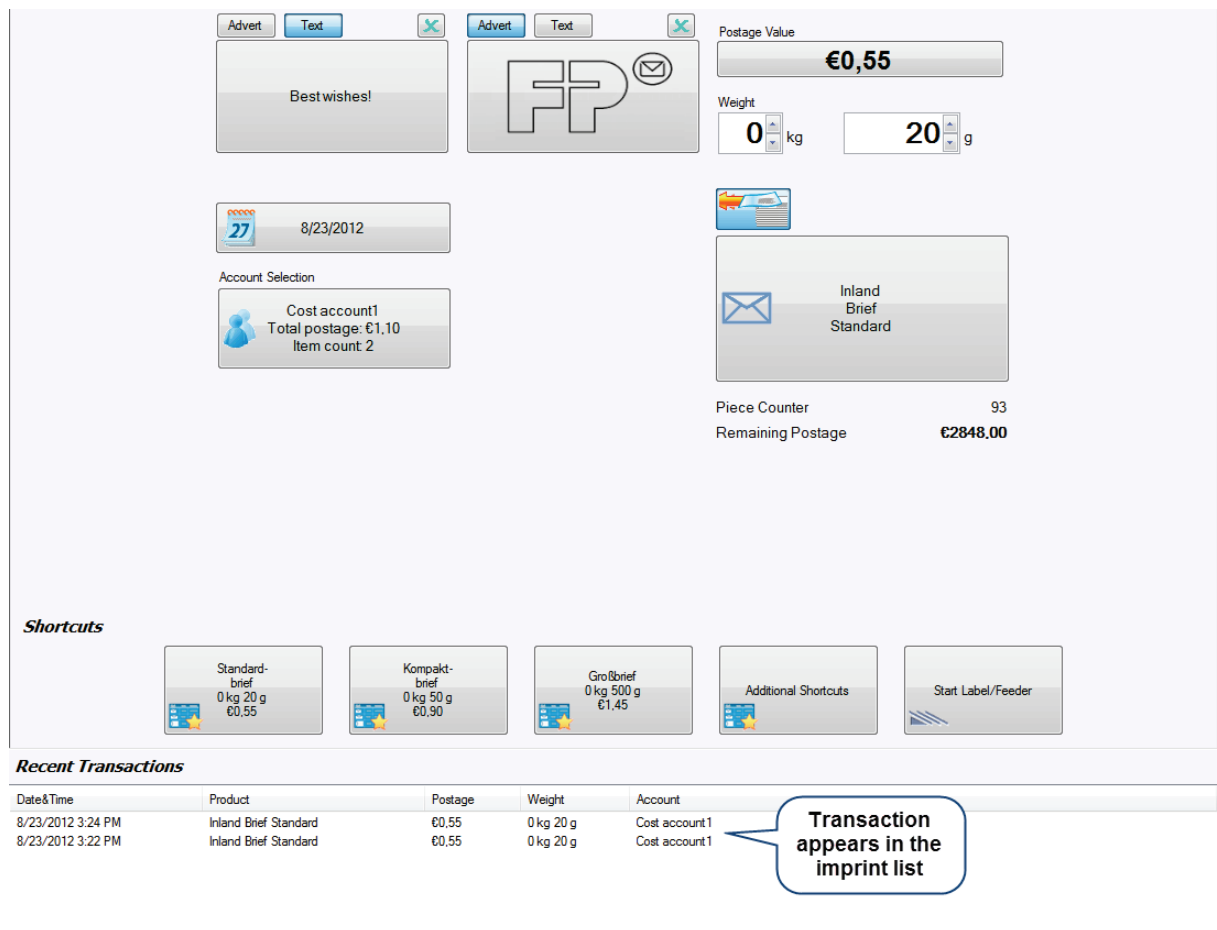 Advert Text
Best wishes!
Advert Text
FP
Postage Value
€0,55
Weight
0 kg 20 g
27 8/23/2012
Account Selection
Cost account1
Total postage: €1,10
Item count: 2
Inland
Brief
Standard
Piece Counter 93
Remaining Postage €2848,00
Shortcuts
Standard-
brief
0 kg 20 g
€0,55
Kompakt-
brief
0 kg 50 g
€0,90
Großbrief
0 kg 500 g
€1,45
Additional Shortcuts
Start Label/Feeder
Recent Transactions
Date&Time Product Postage Weight Account
8/23/2012 3:24 PM Inland Brief Standard €0,55 0 kg 20 g Cost account1
8/23/2012 3:22 PM Inland Brief Standard €0,55 0 kg 20 g Cost account1
Transaction
appears in the
imprint list